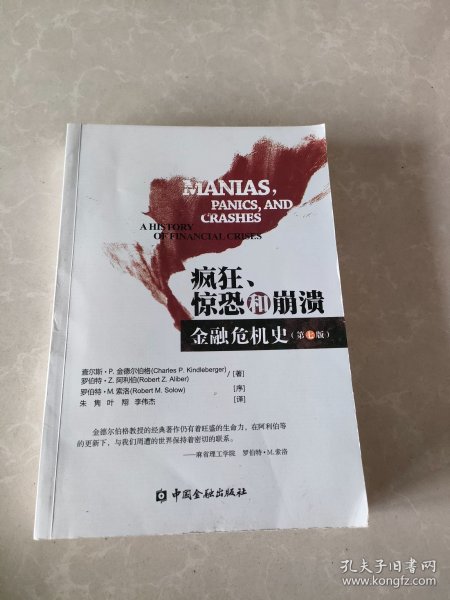 MANIAS,
PANICS, AND
CRASHES
A HISTORY
OF FINANCIAL CRISES
疯狂、
惊恐和崩溃
金融危机史(第七版)
查尔斯·P. 金德尔伯格(Charles P. Kindleberger)
罗伯特·Z. 阿利伯(Robert Z. Aliber) /[著]
罗伯特·M. 索洛(Robert M. Solow) [序]
朱隽 叶翔 李伟杰 [译]
金德尔伯格教授的经典著作仍有着旺盛的生命力，在阿利伯等
的更新下，与我们周遭的世界保持着密切的联系。
——麻省理工学院 罗伯特·M. 索洛
中国金融出版社
孔夫子旧书网
www.kongfz.com